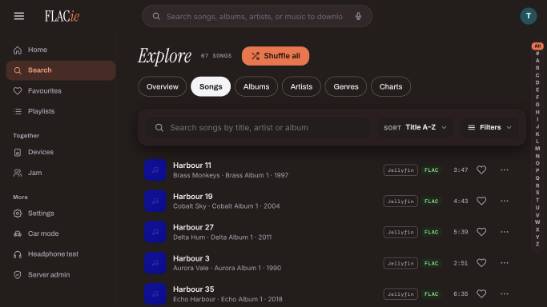 FLACie
Search songs, albums, artists, or music to downlo
T
Home
Search
Favourites
Playlists
Together
Devices
Jam
More
Settings
Car mode
Headphone test
Server admin
Explore 67 SONGS Shuffle all
Overview Songs Albums Artists Genres Charts
Search songs by title, artist or album SORT Title A-Z Filters
Harbour 11
Brass Monkeys · Brass Album 1 · 1997
Jellyfin FLAC 3:47
Harbour 19
Cobalt Sky · Cobalt Album 1 · 2004
Jellyfin FLAC 4:43
Harbour 27
Delta Hum · Delta Album 1 · 2011
Jellyfin FLAC 5:39
Harbour 3
Aurora Vale · Aurora Album 1 · 1990
Jellyfin FLAC 2:51
Harbour 35
Echo Harbour · Echo Album 1 · 2018
Jellyfin FLAC 6:35
All
#
A
B
C
D
E
F
G
H
I
J
K
L
M
N
O
P
Q
R
S
T
U
V
W
X
Y
Z